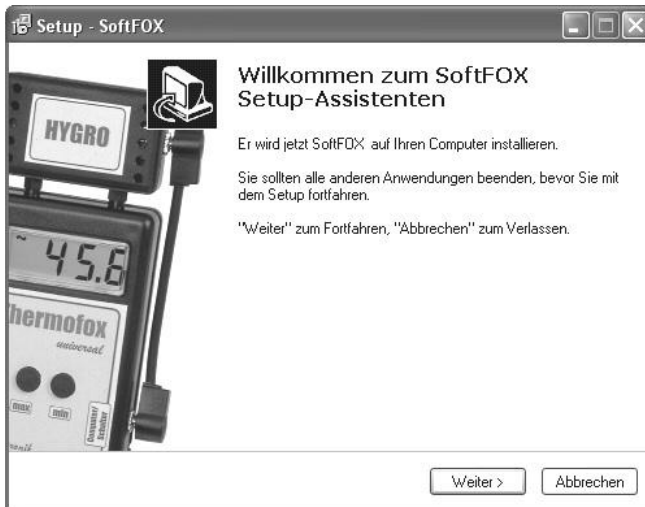 Setup - SoftFOX
HYGRO
Willkommen zum SoftFOX
Setup-Assistenten
Er wird jetzt SoftFOX auf Ihren Computer installieren.
Sie sollten alle anderen Anwendungen beenden, bevor Sie mit
dem Setup fortfahren.
"Weiter" zum Fortfahren, "Abbrechen" zum Verlassen.
~ 45.6
Thermofox
universal
max
min
Computer/
Schalter
Weiter >
Abbrechen